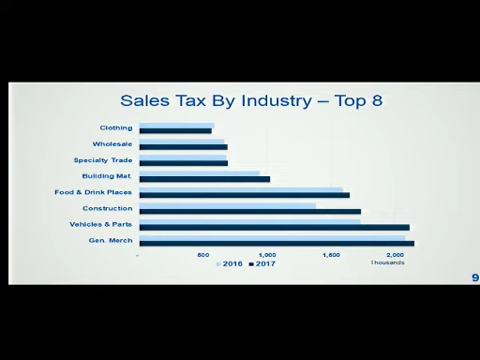 Sales Tax By Industry – Top 8
Clothing
Wholesale
Specialty Trade
Building Mat.
Food & Drink Places
Construction
Vehicles & Parts
Gen. Merch
- 500 1,000 1,500 2,000
Thousands
2016 2017
9